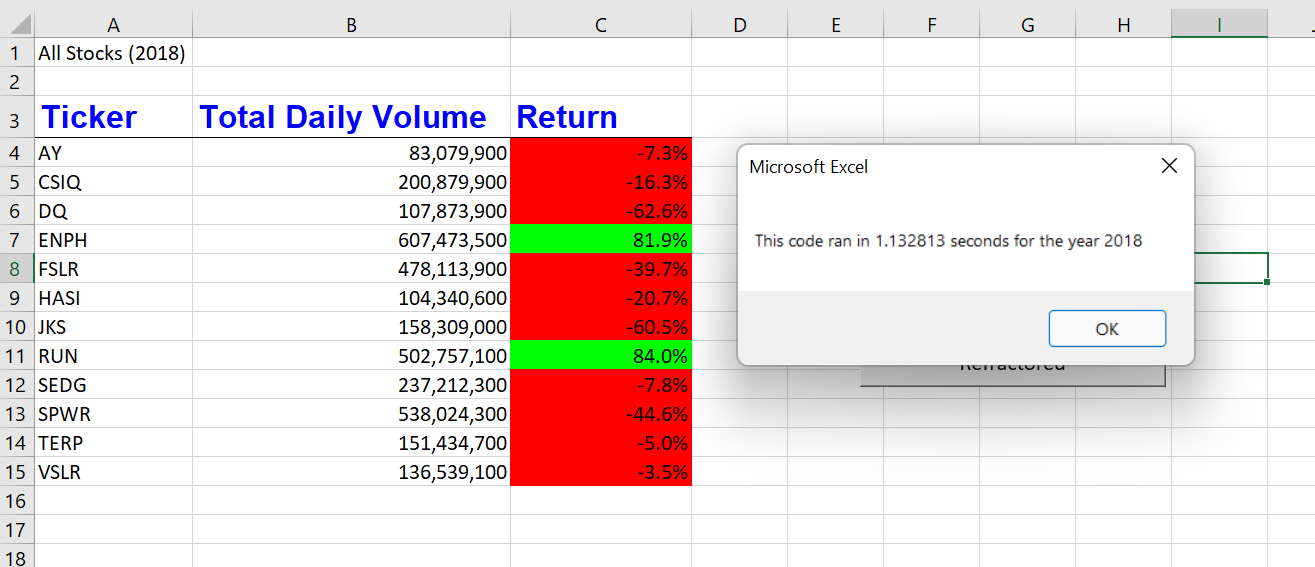 A B C D E F G H I
1 All Stocks (2018)
2
3 Ticker Total Daily Volume Return
4 AY 83,079,900 -7.3%
5 CSIQ 200,879,900 -16.3%
6 DQ 107,873,900 -62.6%
7 ENPH 607,473,500 81.9%
8 FSLR 478,113,900 -39.7%
9 HASI 104,340,600 -20.7%
10 JKS 158,309,000 -60.5%
11 RUN 502,757,100 84.0%
12 SEDG 237,212,300 -7.8%
13 SPWR 538,024,300 -44.6%
14 TERP 151,434,700 -5.0%
15 VSLR 136,539,100 -3.5%
16
17
18
Microsoft Excel
This code ran in 1.132813 seconds for the year 2018
OK
Refractored